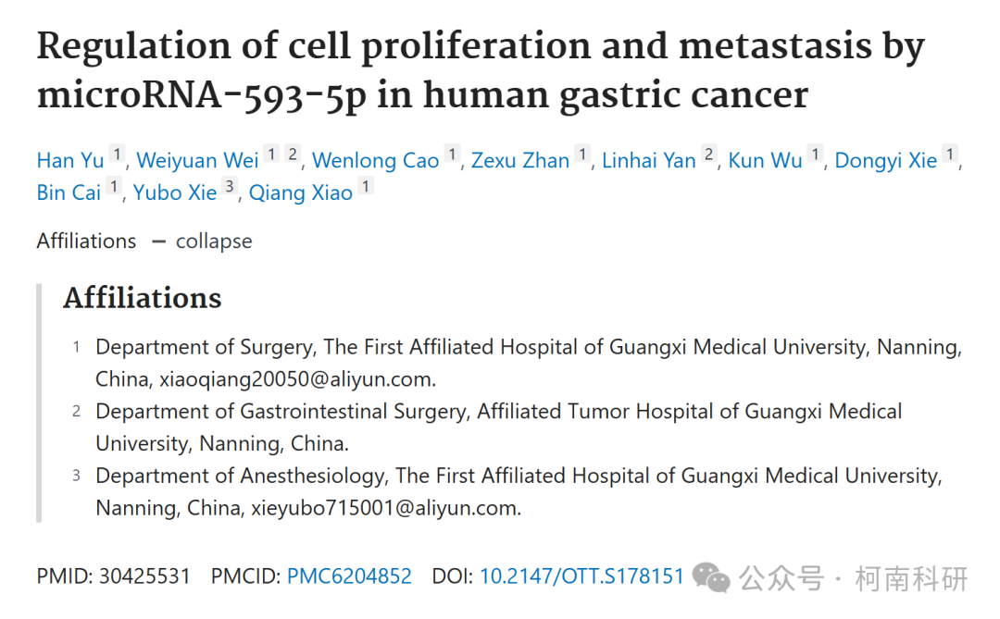 Regulation of cell proliferation and metastasis by
microRNA-593-5p in human gastric cancer
Han Yu 1, Weiyuan Wei 1 2, Wenlong Cao 1, Zexu Zhan 1, Linhai Yan 2, Kun Wu 1, Dongyi Xie 1,
Bin Cai 1, Yubo Xie 3, Qiang Xiao 1
Affiliations – collapse
Affiliations
1 Department of Surgery, The First Affiliated Hospital of Guangxi Medical University, Nanning,
China, xiaoqiang20050@aliyun.com.
2 Department of Gastrointestinal Surgery, Affiliated Tumor Hospital of Guangxi Medical
University, Nanning, China.
3 Department of Anesthesiology, The First Affiliated Hospital of Guangxi Medical University,
Nanning, China, xieyubo715001@aliyun.com.
PMID: 30425531 PMCID: PMC6204852 DOI: 10.2147/OTT.S178151 公众号 · 柯南科研